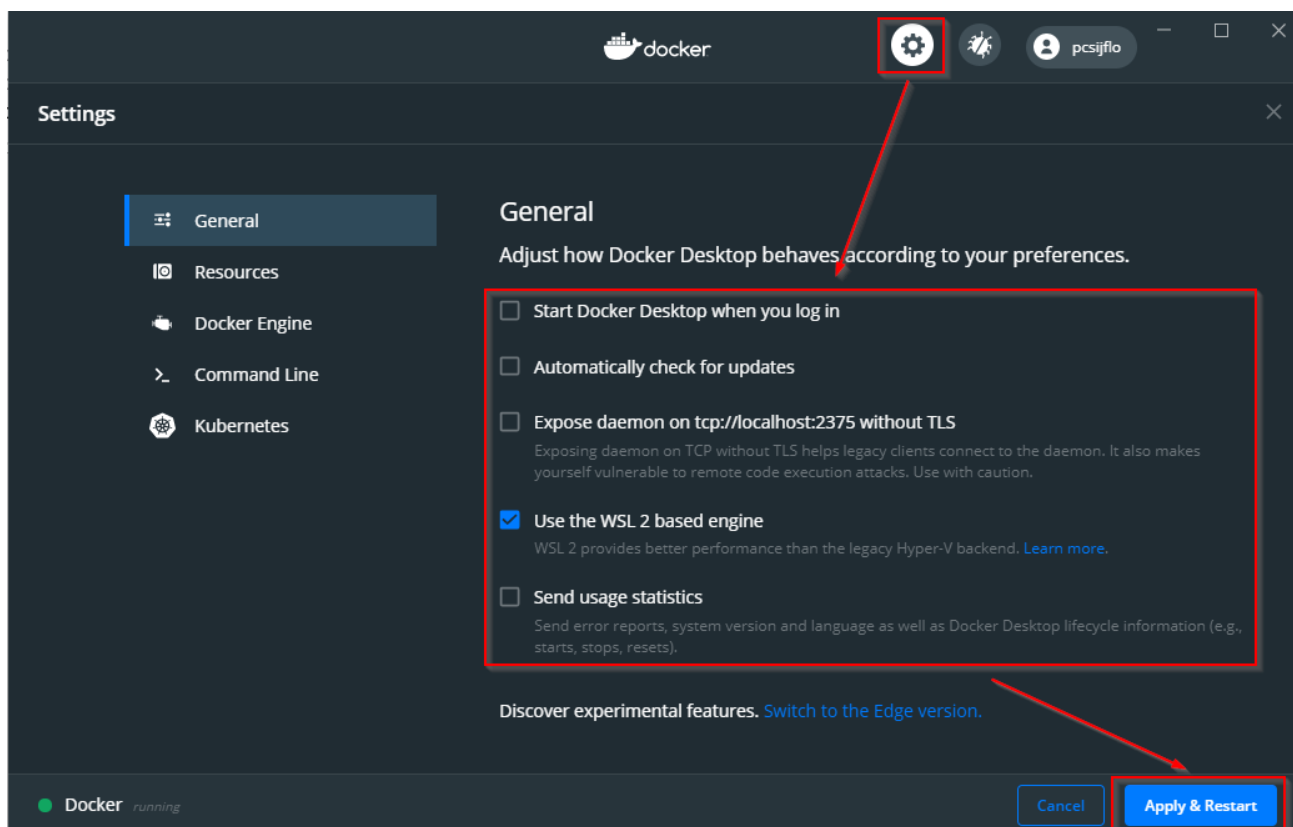 docker
pcsijflo
Settings
General
Resources
Docker Engine
Command Line
Kubernetes
General
Adjust how Docker Desktop behaves according to your preferences.
Start Docker Desktop when you log in
Automatically check for updates
Expose daemon on tcp://localhost:2375 without TLS
Exposing daemon on TCP without TLS helps legacy clients connect to the daemon. It also makes
yourself vulnerable to remote code execution attacks. Use with caution.
Use the WSL 2 based engine
WSL 2 provides better performance than the legacy Hyper-V backend. Learn more.
Send usage statistics
Send error reports, system version and language as well as Docker Desktop lifecycle information (e.g.,
starts, stops, resets).
Discover experimental features. Switch to the Edge version.
Docker running
Cancel
Apply & Restart